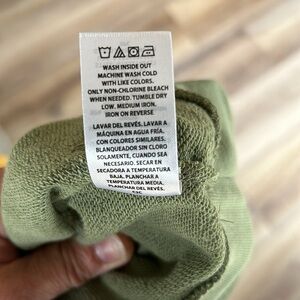 WASH INSIDE OUT
MACHINE WASH COLD
WITH LIKE COLORS.
ONLY NON-CHLORINE BLEACH
WHEN NEEDED. TUMBLE DRY
LOW. MEDIUM IRON.
IRON ON REVERSE
LAVAR DEL REVÉS. LAVAR A
MÁQUINA EN AGUA FRÍA.
CON COLORES SIMILARES.
BLANQUEADOR SIN CLORO
SOLAMENTE, CUANDO SEA
NECESARIO. SECAR EN
SECADORA A TEMPERATURA
BAJA. PLANCHAR A
TEMPERATURA MEDIA.
PLANCHAR DEL REVÉS.